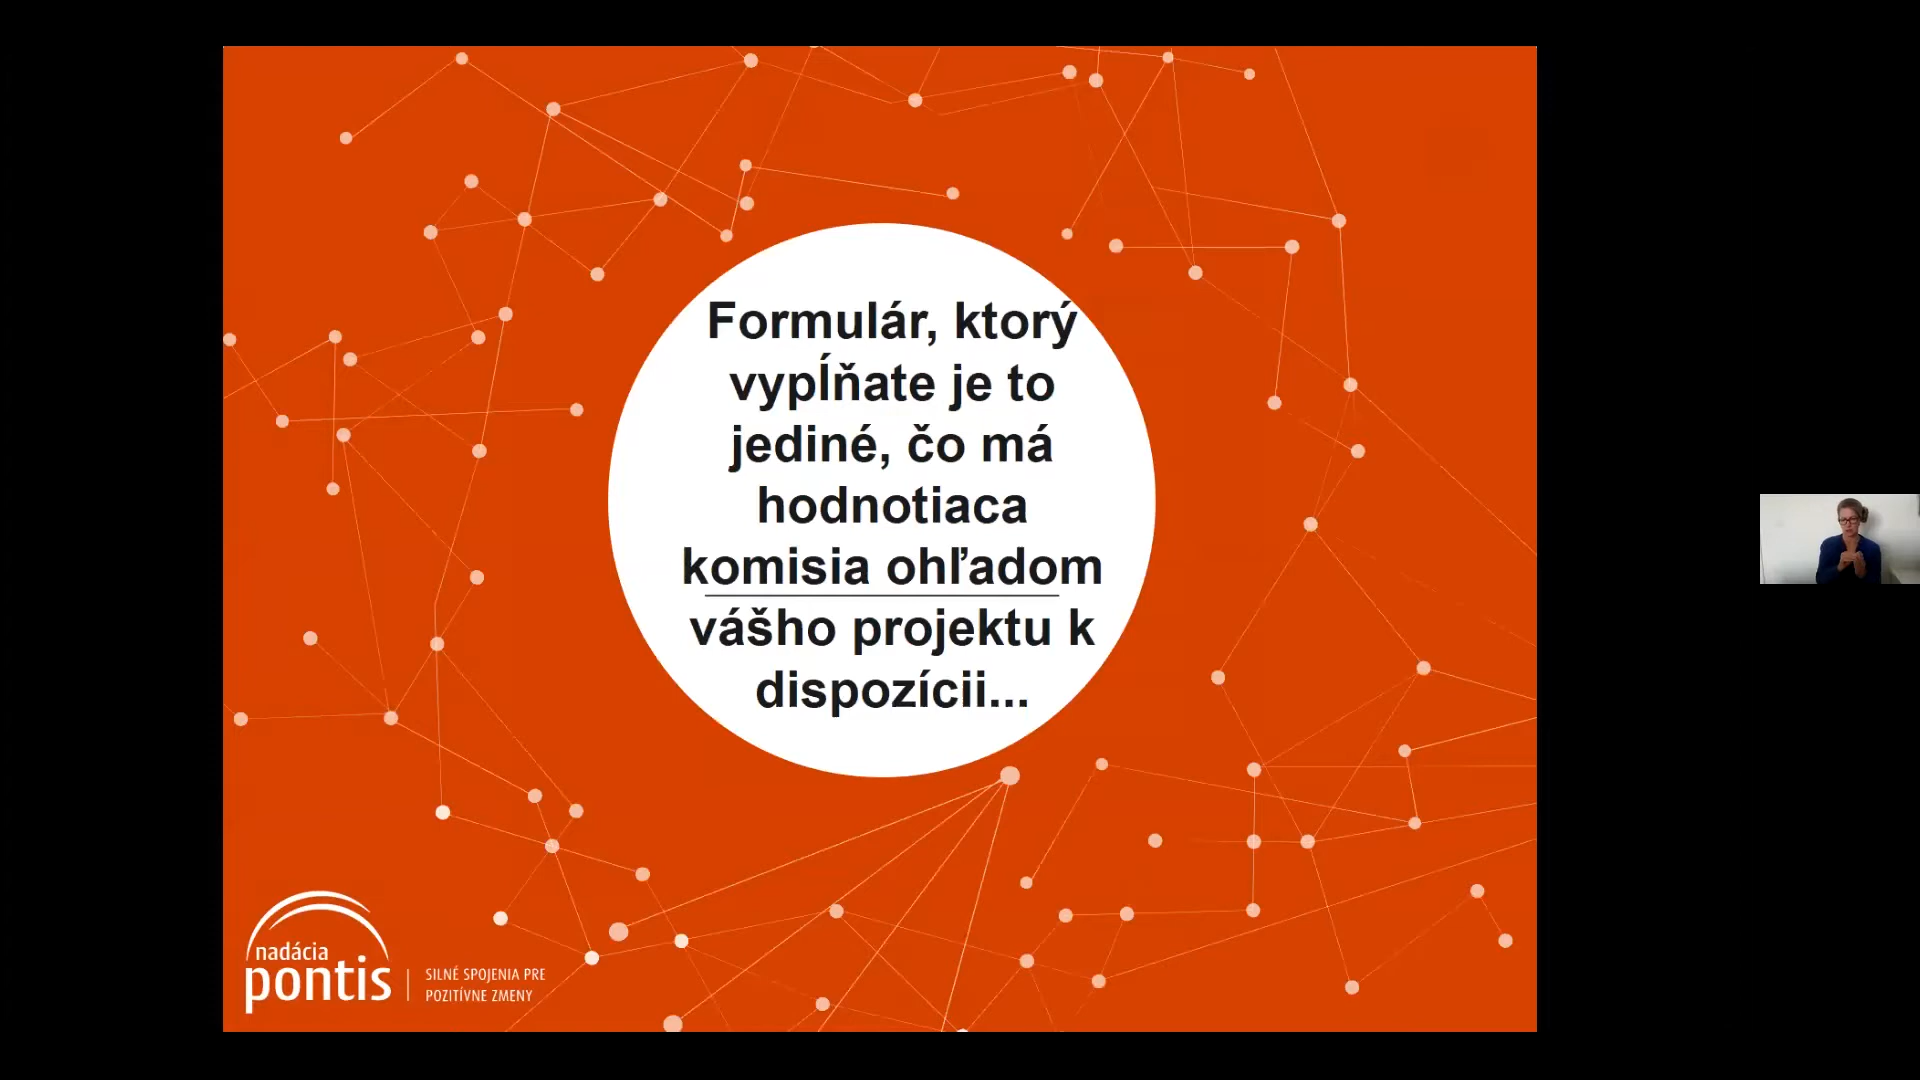 Formulár, ktorý
vypĺňate je to
jediné, čo má
hodnotiaca
komisia ohľadom
vášho projektu k
dispozícii...
nadácia
pontis
SILNÉ SPOJENIA PRE
POZITÍVNE ZMENY